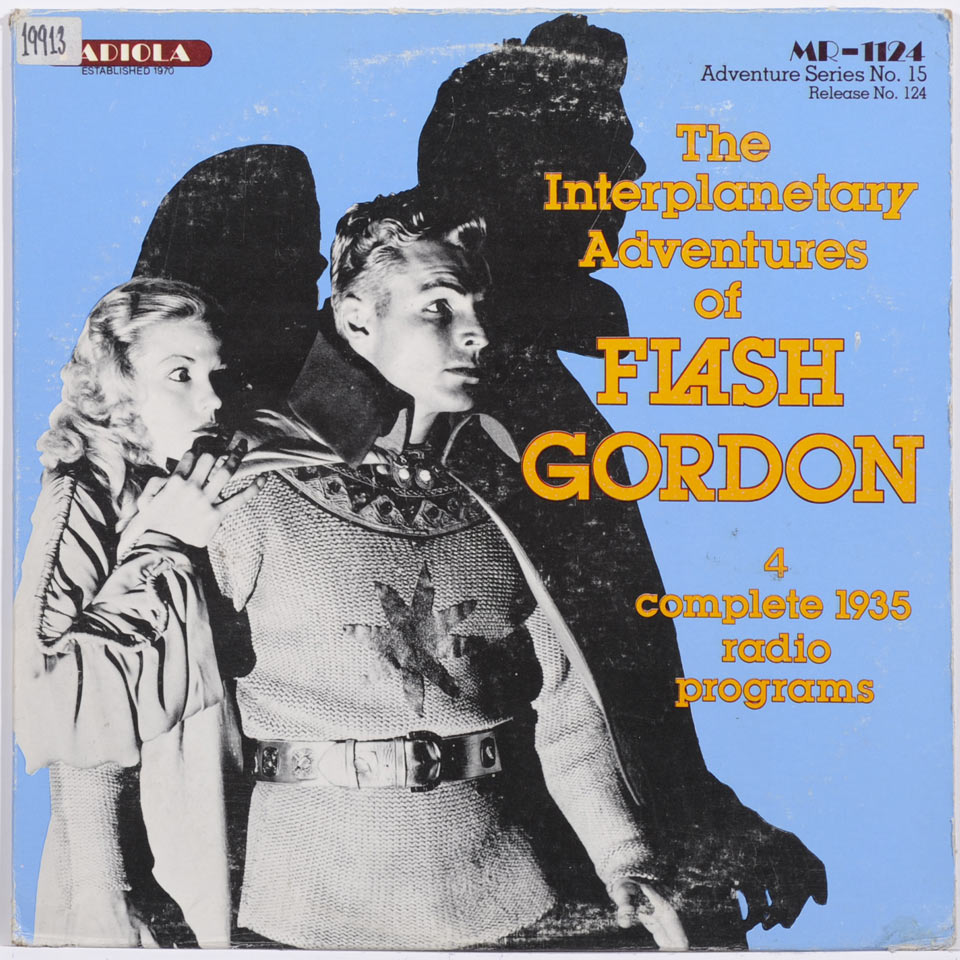 19913
ADIOLA
ESTABLISHED 1970
MR-1124
Adventure Series No. 15
Release No. 124
The
Interplanetary
Adventures
of
FLASH
GORDON
4
complete 1935
radio
programs